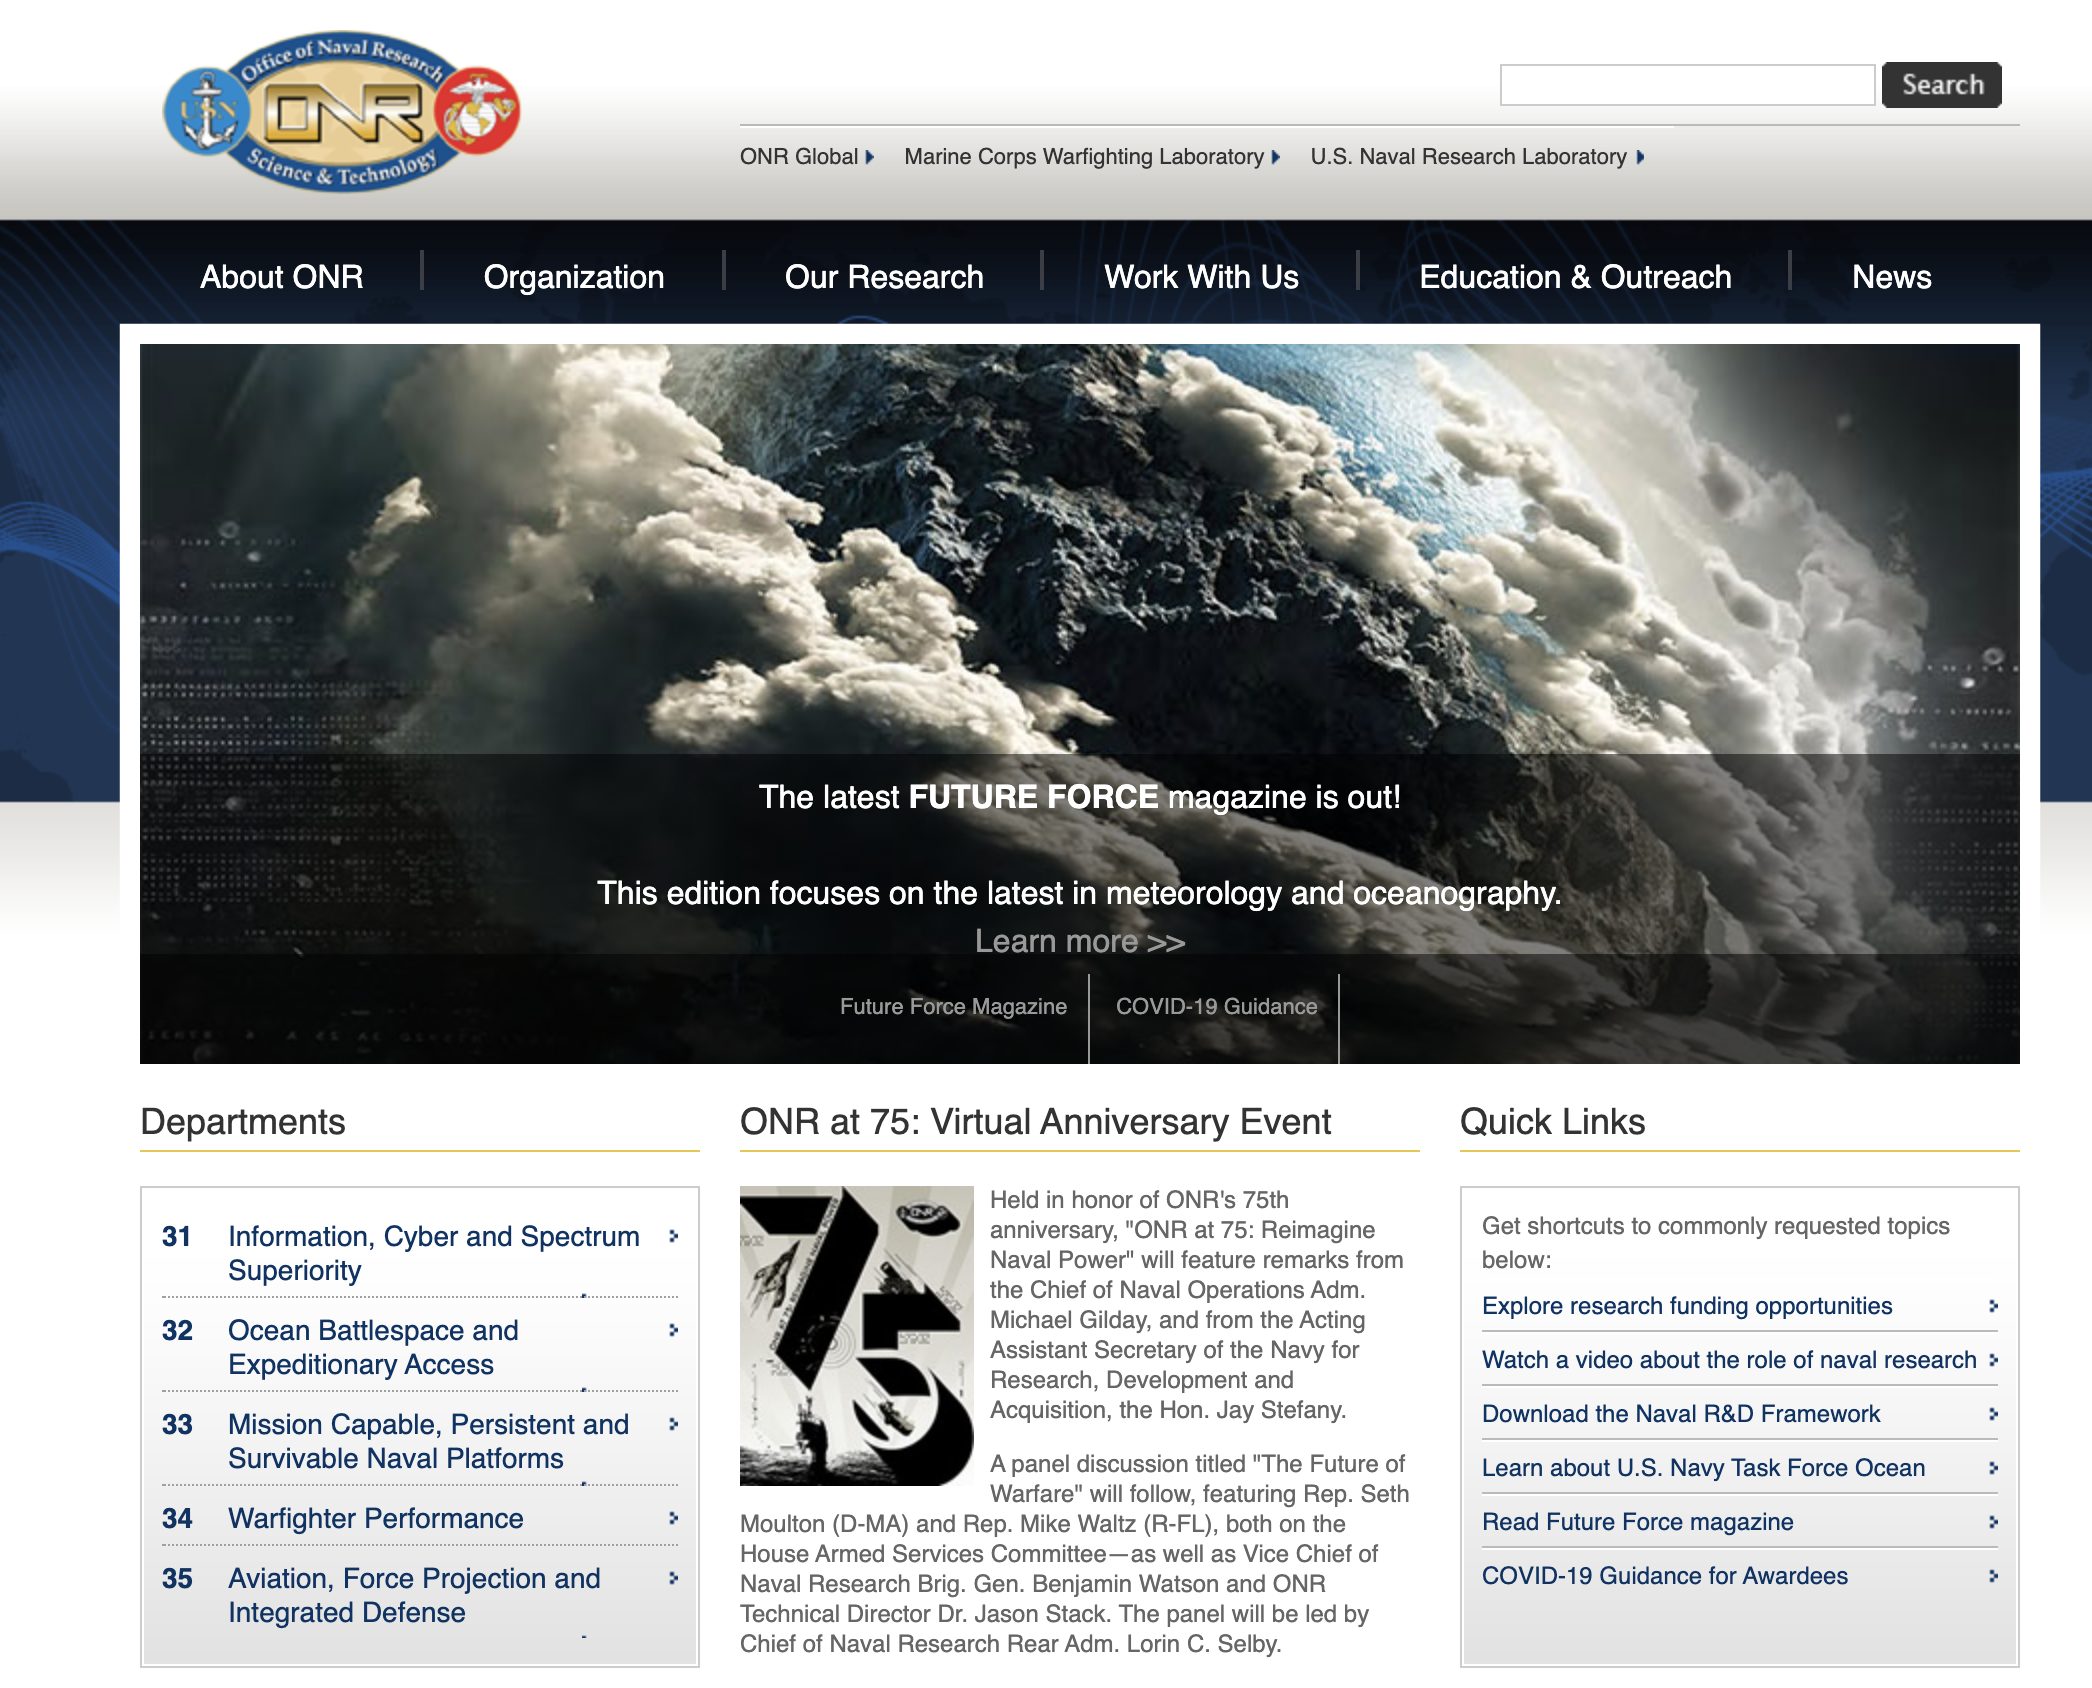 Office of Naval Research
USN
ONR
Science & Technology
Search
ONR Global
Marine Corps Warfighting Laboratory
U.S. Naval Research Laboratory
About ONR
Organization
Our Research
Work With Us
Education & Outreach
News
The latest FUTURE FORCE magazine is out!
This edition focuses on the latest in meteorology and oceanography.
Learn more >>
Future Force Magazine
COVID-19 Guidance
Departments
31 Information, Cyber and Spectrum
Superiority
32 Ocean Battlespace and
Expeditionary Access
33 Mission Capable, Persistent and
Survivable Naval Platforms
34 Warfighter Performance
35 Aviation, Force Projection and
Integrated Defense
ONR at 75: Virtual Anniversary Event
75
ONR AT 75: REIMAGINE NAVAL POWER
Held in honor of ONR's 75th
anniversary, "ONR at 75: Reimagine
Naval Power" will feature remarks from
the Chief of Naval Operations Adm.
Michael Gilday, and from the Acting
Assistant Secretary of the Navy for
Research, Development and
Acquisition, the Hon. Jay Stefany.
A panel discussion titled "The Future of
Warfare" will follow, featuring Rep. Seth
Moulton (D-MA) and Rep. Mike Waltz (R-FL), both on the
House Armed Services Committee—as well as Vice Chief of
Naval Research Brig. Gen. Benjamin Watson and ONR
Technical Director Dr. Jason Stack. The panel will be led by
Chief of Naval Research Rear Adm. Lorin C. Selby.
Quick Links
Get shortcuts to commonly requested topics
below:
Explore research funding opportunities
Watch a video about the role of naval research
Download the Naval R&D Framework
Learn about U.S. Navy Task Force Ocean
Read Future Force magazine
COVID-19 Guidance for Awardees